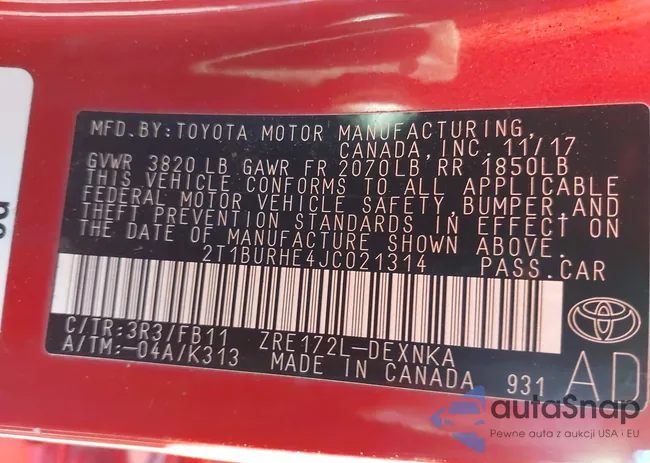 MFD.BY:TOYOTA MOTOR MANUFACTURING,
CANADA, INC. 11/17
GVWR 3820 LB GAWR FR 2070LB RR 1850LB
THIS VEHICLE CONFORMS TO ALL APPLICABLE
FEDERAL MOTOR VEHICLE SAFETY, BUMPER, AND
THEFT PREVENTION STANDARDS IN EFFECT ON
THE DATE OF MANUFACTURE SHOWN ABOVE.
2T1BURHE4JC021314 PASS.CAR
C/TR:3R3/FB11 ZRE172L-DEXNKA
A/TM:-04A/K313 MADE IN CANADA 931 AD
autaSnap
Pewne auta z aukcji USA i EU